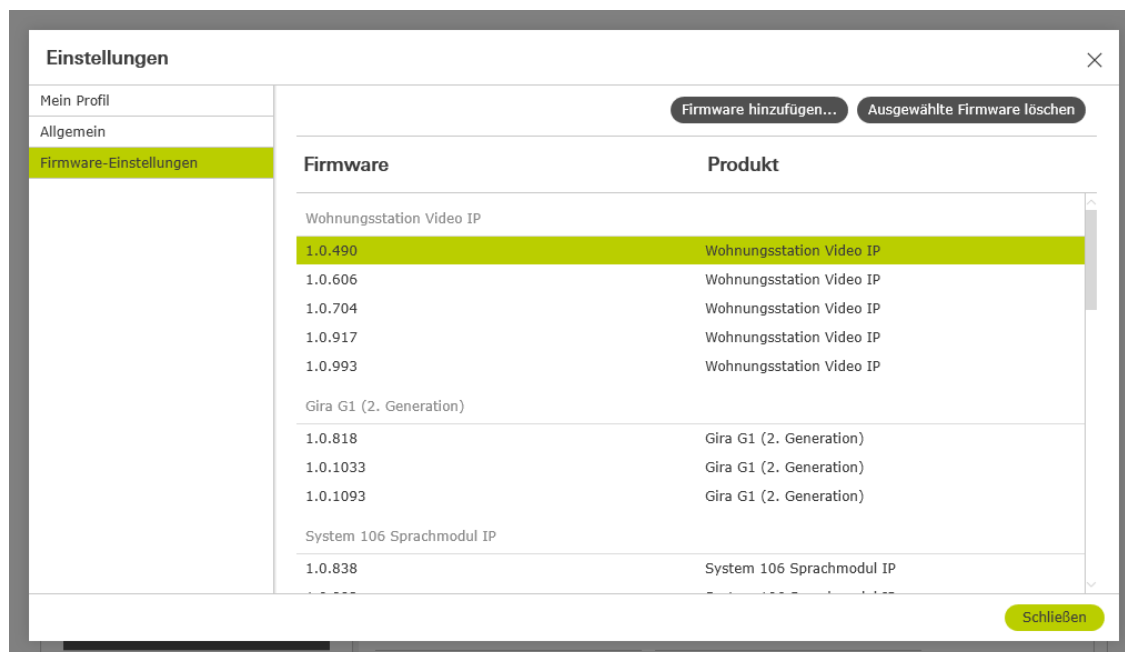 Einstellungen
Mein Profil
Allgemein
Firmware-Einstellungen
Firmware hinzufügen... Ausgewählte Firmware löschen
Firmware Produkt
Wohnungsstation Video IP
1.0.490 Wohnungsstation Video IP
1.0.606 Wohnungsstation Video IP
1.0.704 Wohnungsstation Video IP
1.0.917 Wohnungsstation Video IP
1.0.993 Wohnungsstation Video IP
Gira G1 (2. Generation)
1.0.818 Gira G1 (2. Generation)
1.0.1033 Gira G1 (2. Generation)
1.0.1093 Gira G1 (2. Generation)
System 106 Sprachmodul IP
1.0.838 System 106 Sprachmodul IP
Schließen